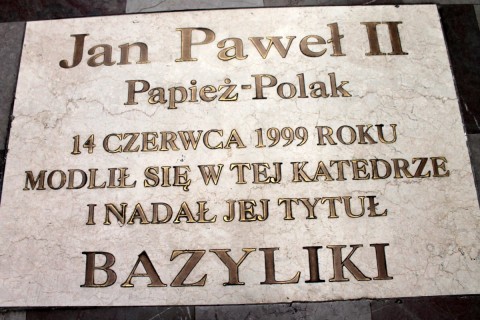 Jan Paweł II
Papież-Polak
14 CZERWCA 1999 ROKU
MODLIŁ SIĘ W TEJ KATEDRZE
I NADAŁ JEJ TYTUŁ
BAZYLIKI